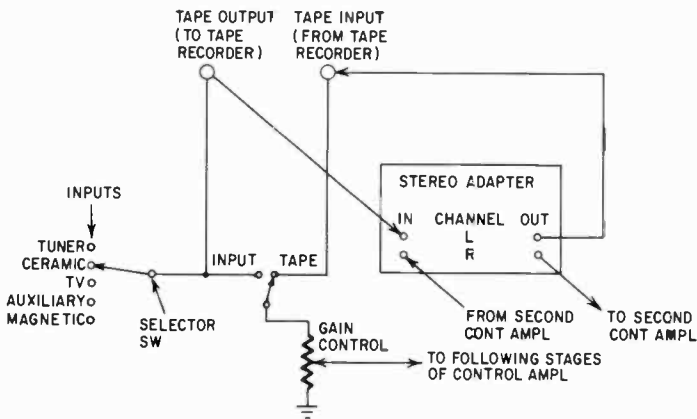 TAPE OUTPUT
(TO TAPE
RECORDER)
TAPE INPUT
(FROM TAPE
RECORDER)
STEREO ADAPTER
IN CHANNEL OUT
L
R
INPUTS
TUNER
CERAMIC
TV
AUXILIARY
MAGNETIC
SELECTOR
SW
INPUT
TAPE
GAIN
CONTROL
FROM SECOND
CONT AMPL
TO SECOND
CONT AMPL
TO FOLLOWING STAGES
OF CONTROL AMPL